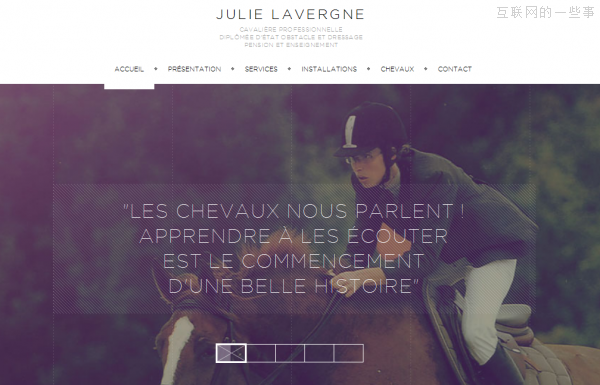 JULIE LAVERGNE
互联网的一些事
CAVALIÈRE PROFESSIONNELLE
DIPLÔMÉE D'ÉTAT OBSTACLE ET DRESSAGE
PENSION ET ENSEIGNEMENT
ACCUEIL PRÉSENTATION SERVICES INSTALLATIONS CHEVAUX CONTACT
"LES CHEVAUX NOUS PARLENT !
APPRENDRE À LES ÉCOUTER
EST LE COMMENCEMENT
D'UNE BELLE HISTOIRE"